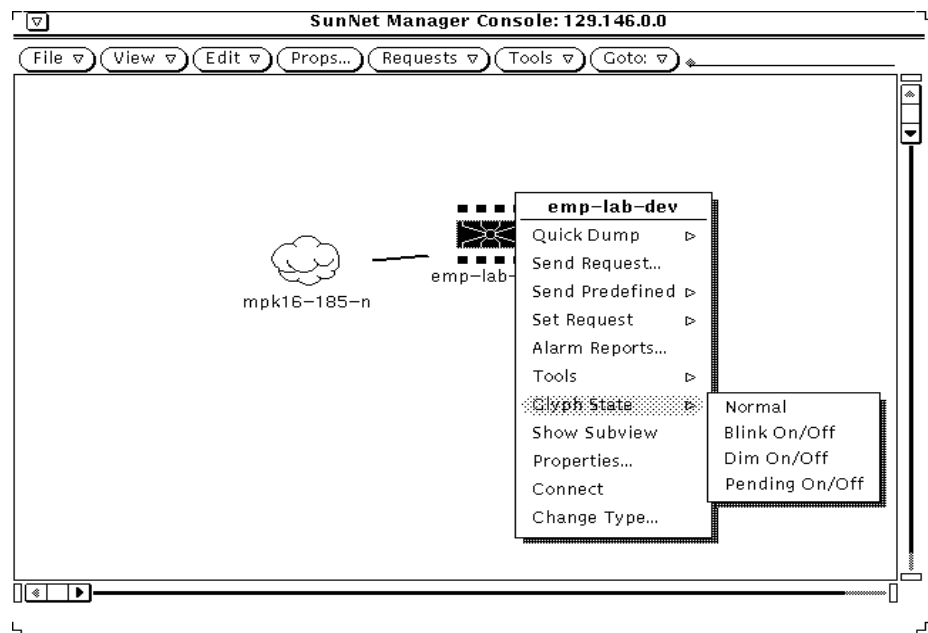 SunNet Manager Console: 129.146.0.0
File View Edit Props... Requests Tools Goto:
mpk16-185-n
emp-lab-
emp-lab-dev
Quick Dump
Send Request...
Send Predefined
Set Request
Alarm Reports...
Tools
Glyph State
Show Subview
Properties...
Connect
Change Type...
Normal
Blink On/Off
Dim On/Off
Pending On/Off